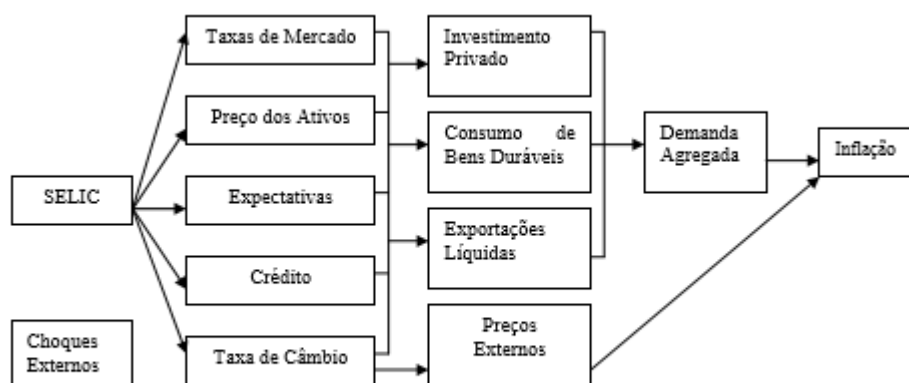 Taxas de Mercado
Preço dos Ativos
SELIC
Expectativas
Crédito
Choques
Externos
Taxa de Câmbio
Investimento
Privado
Consumo de
Bens Duráveis
Exportações
Líquidas
Preços
Externos
Demanda
Agregada
Inflação